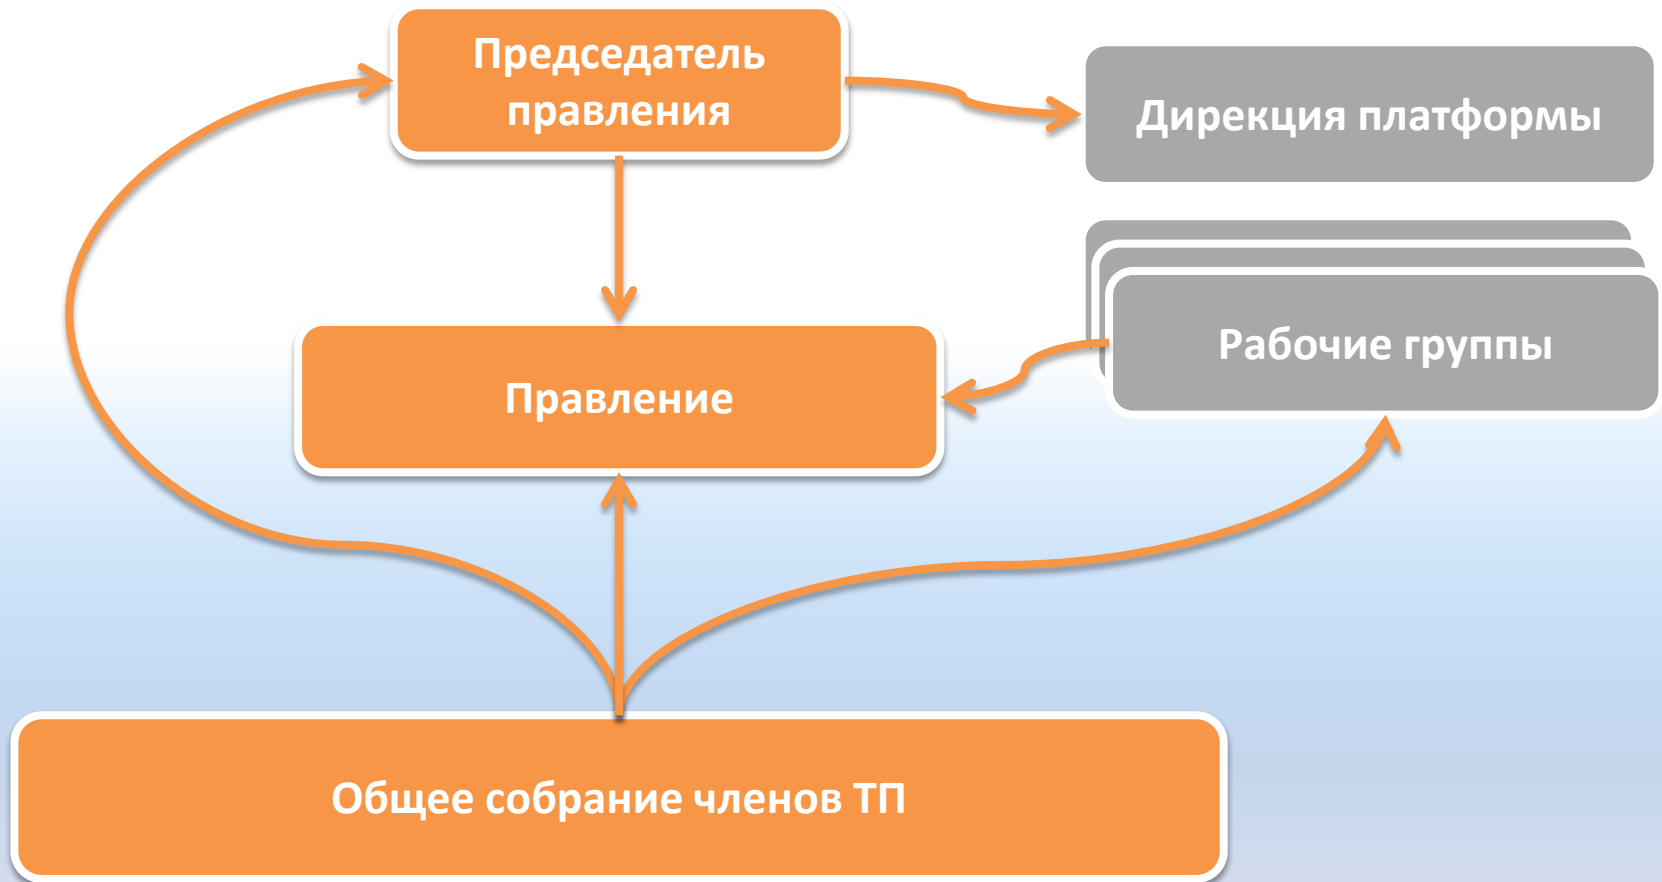 Председатель
правления
Дирекция платформы
Рабочие группы
Правление
Общее собрание членов ТП